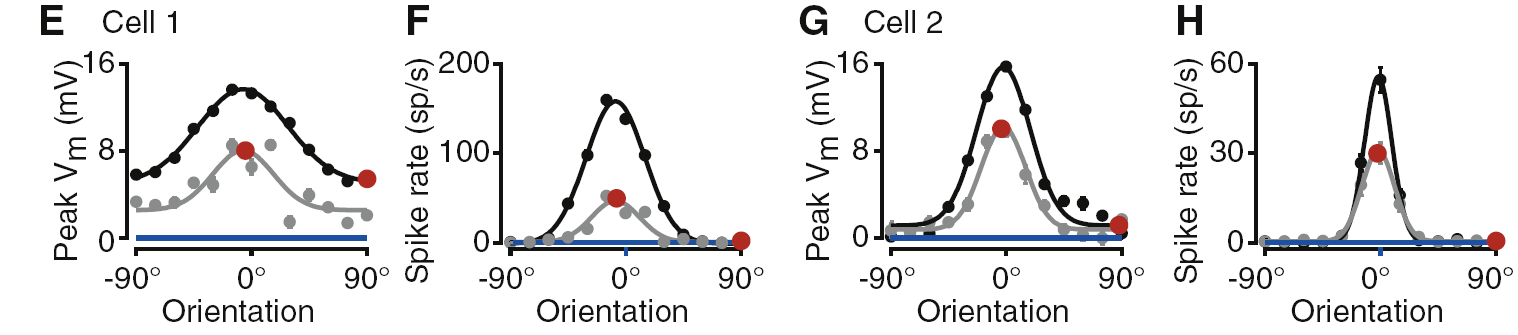 E Cell 1
Peak Vm (mV)
16
8
0
-90° 0° 90°
Orientation
F
Spike rate (sp/s)
200
100
0
-90° 0° 90°
Orientation
G Cell 2
Peak Vm (mV)
16
8
0
-90° 0° 90°
Orientation
H
Spike rate (sp/s)
60
30
0
-90° 0° 90°
Orientation